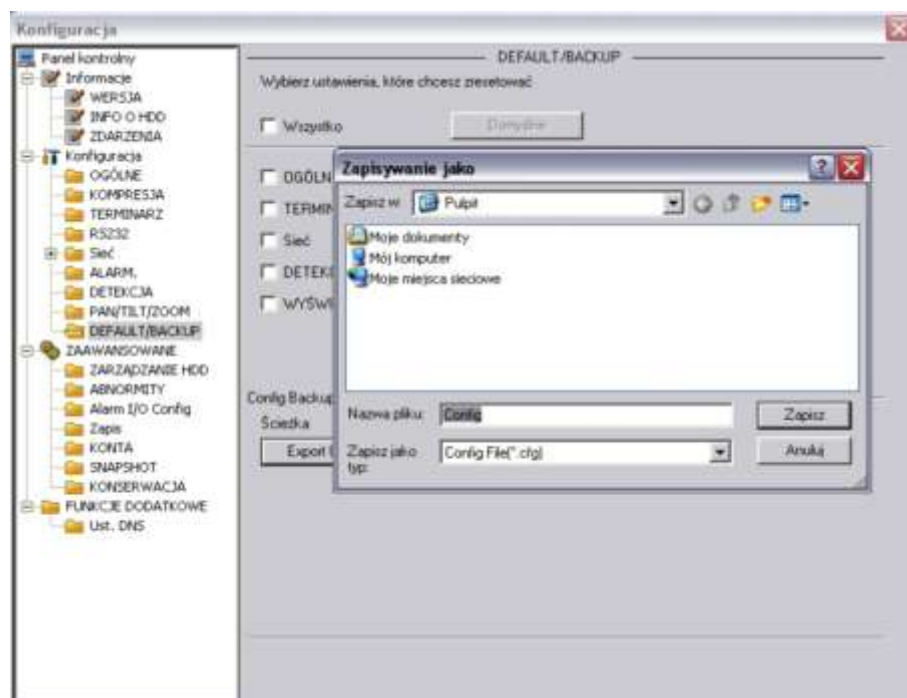 Konfiguracja
Panel kontrolny
Informacje
WERSJA
INFO O HDD
ZDARZENIA
Konfiguracja
OGÓLNE
KOMPRESJA
TERMINARZ
RS232
Sieć
ALARM.
DETEKCJA
PAN/TILT/ZOOM
DEFAULT/BACKUP
ZAAWANSOWANE
ZARZĄDZANIE HDD
ABNORMITY
Alarm I/O Config
Zapis
KONTA
SNAPSHOT
KONSERWACJA
FUNKCJE DODATKOWE
Ust. DNS
DEFAULT/BACKUP
Wybierz ustawienia, które chcesz zresetować
Wszystko
Domyślne
OGÓLN
TERMIN
Sieć
DETEK
WYŚWI
Config Backup
Ścieżka
Export
Zapisywanie jako
Zapisz w: Pulpit
Moje dokumenty
Mój komputer
Moje miejsca sieciowe
Nazwa pliku: Config
Zapisz
Zapisz jako typ: Config File(*.cfg)
Anuluj